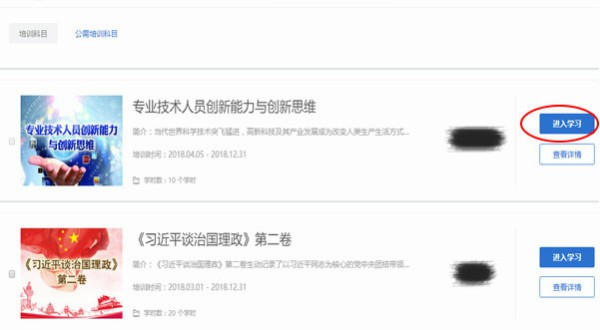 培训科目 公需培训科目
专业技术人员创新能力与创新思维
专业技术人员创新能力
与创新思维
简介：当代世界科学技术突飞猛进，高新科技及其产业发展成为改变人类生产生活方式...
培训时间：2018.04.05 - 2018.12.31
学时数：10 个学时
进入学习
查看详情
《习近平谈治国理政》第二卷
《习近平谈治国理政》
第二卷
简介：《习近平谈治国理政》第二卷生动记录了以习近平同志为核心的党中央团结带领...
培训时间：2018.03.01 - 2018.12.31
学时数：20 个学时
进入学习
查看详情